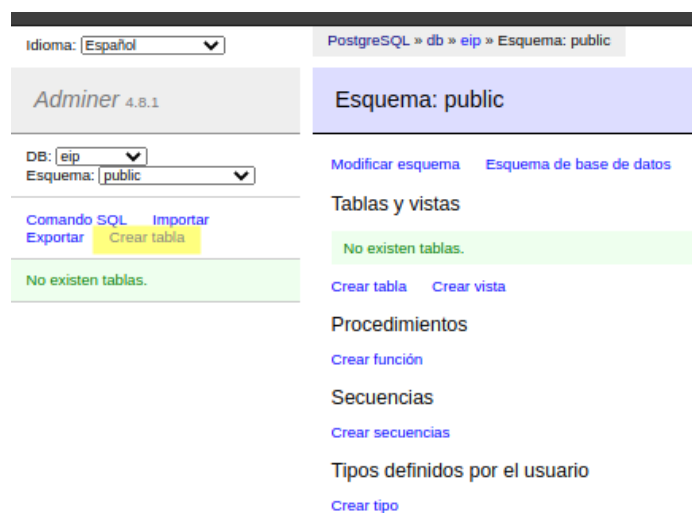 Idioma: Español
Adminer 4.8.1
DB: eip
Esquema: public
Comando SQL Importar
Exportar Crear tabla
No existen tablas.
PostgreSQL » db » eip » Esquema: public
Esquema: public
Modificar esquema Esquema de base de datos
Tablas y vistas
No existen tablas.
Crear tabla Crear vista
Procedimientos
Crear función
Secuencias
Crear secuencias
Tipos definidos por el usuario
Crear tipo